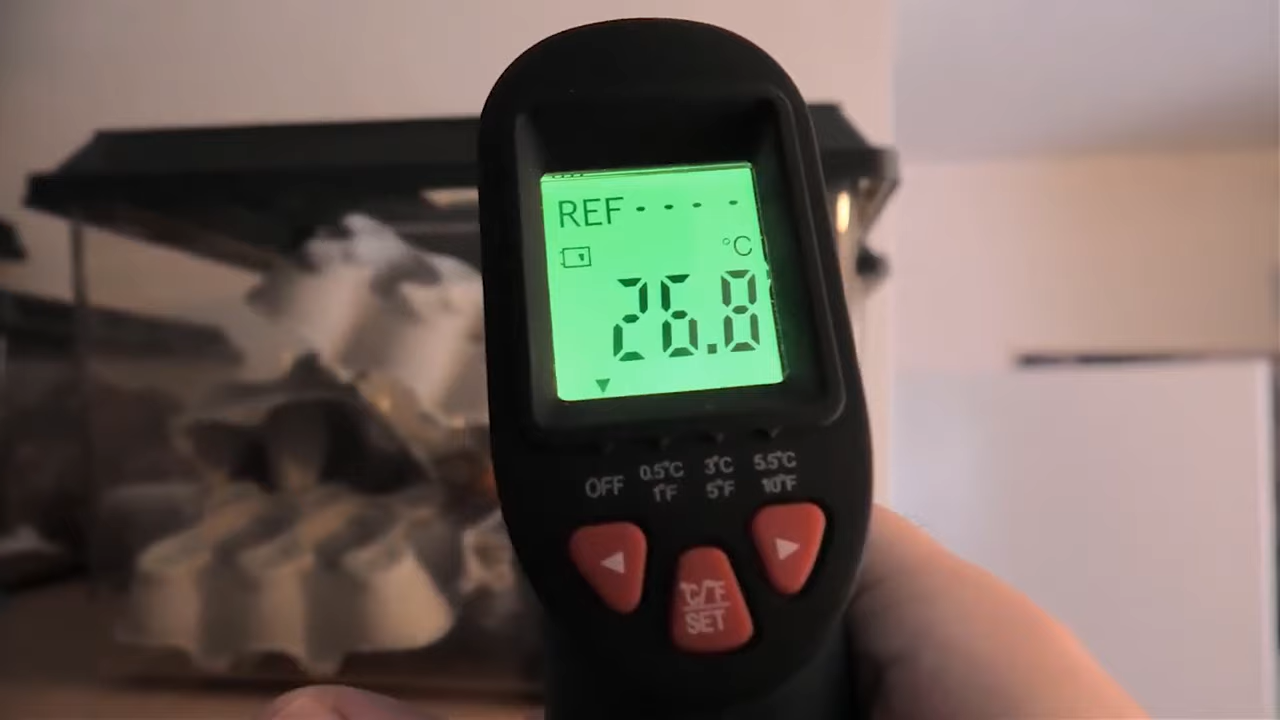 REF - - - -
°C
26.8
OFF 0.5°C 3°C 5.5°C
1°F 5°F 10°F
°C/°F
SET